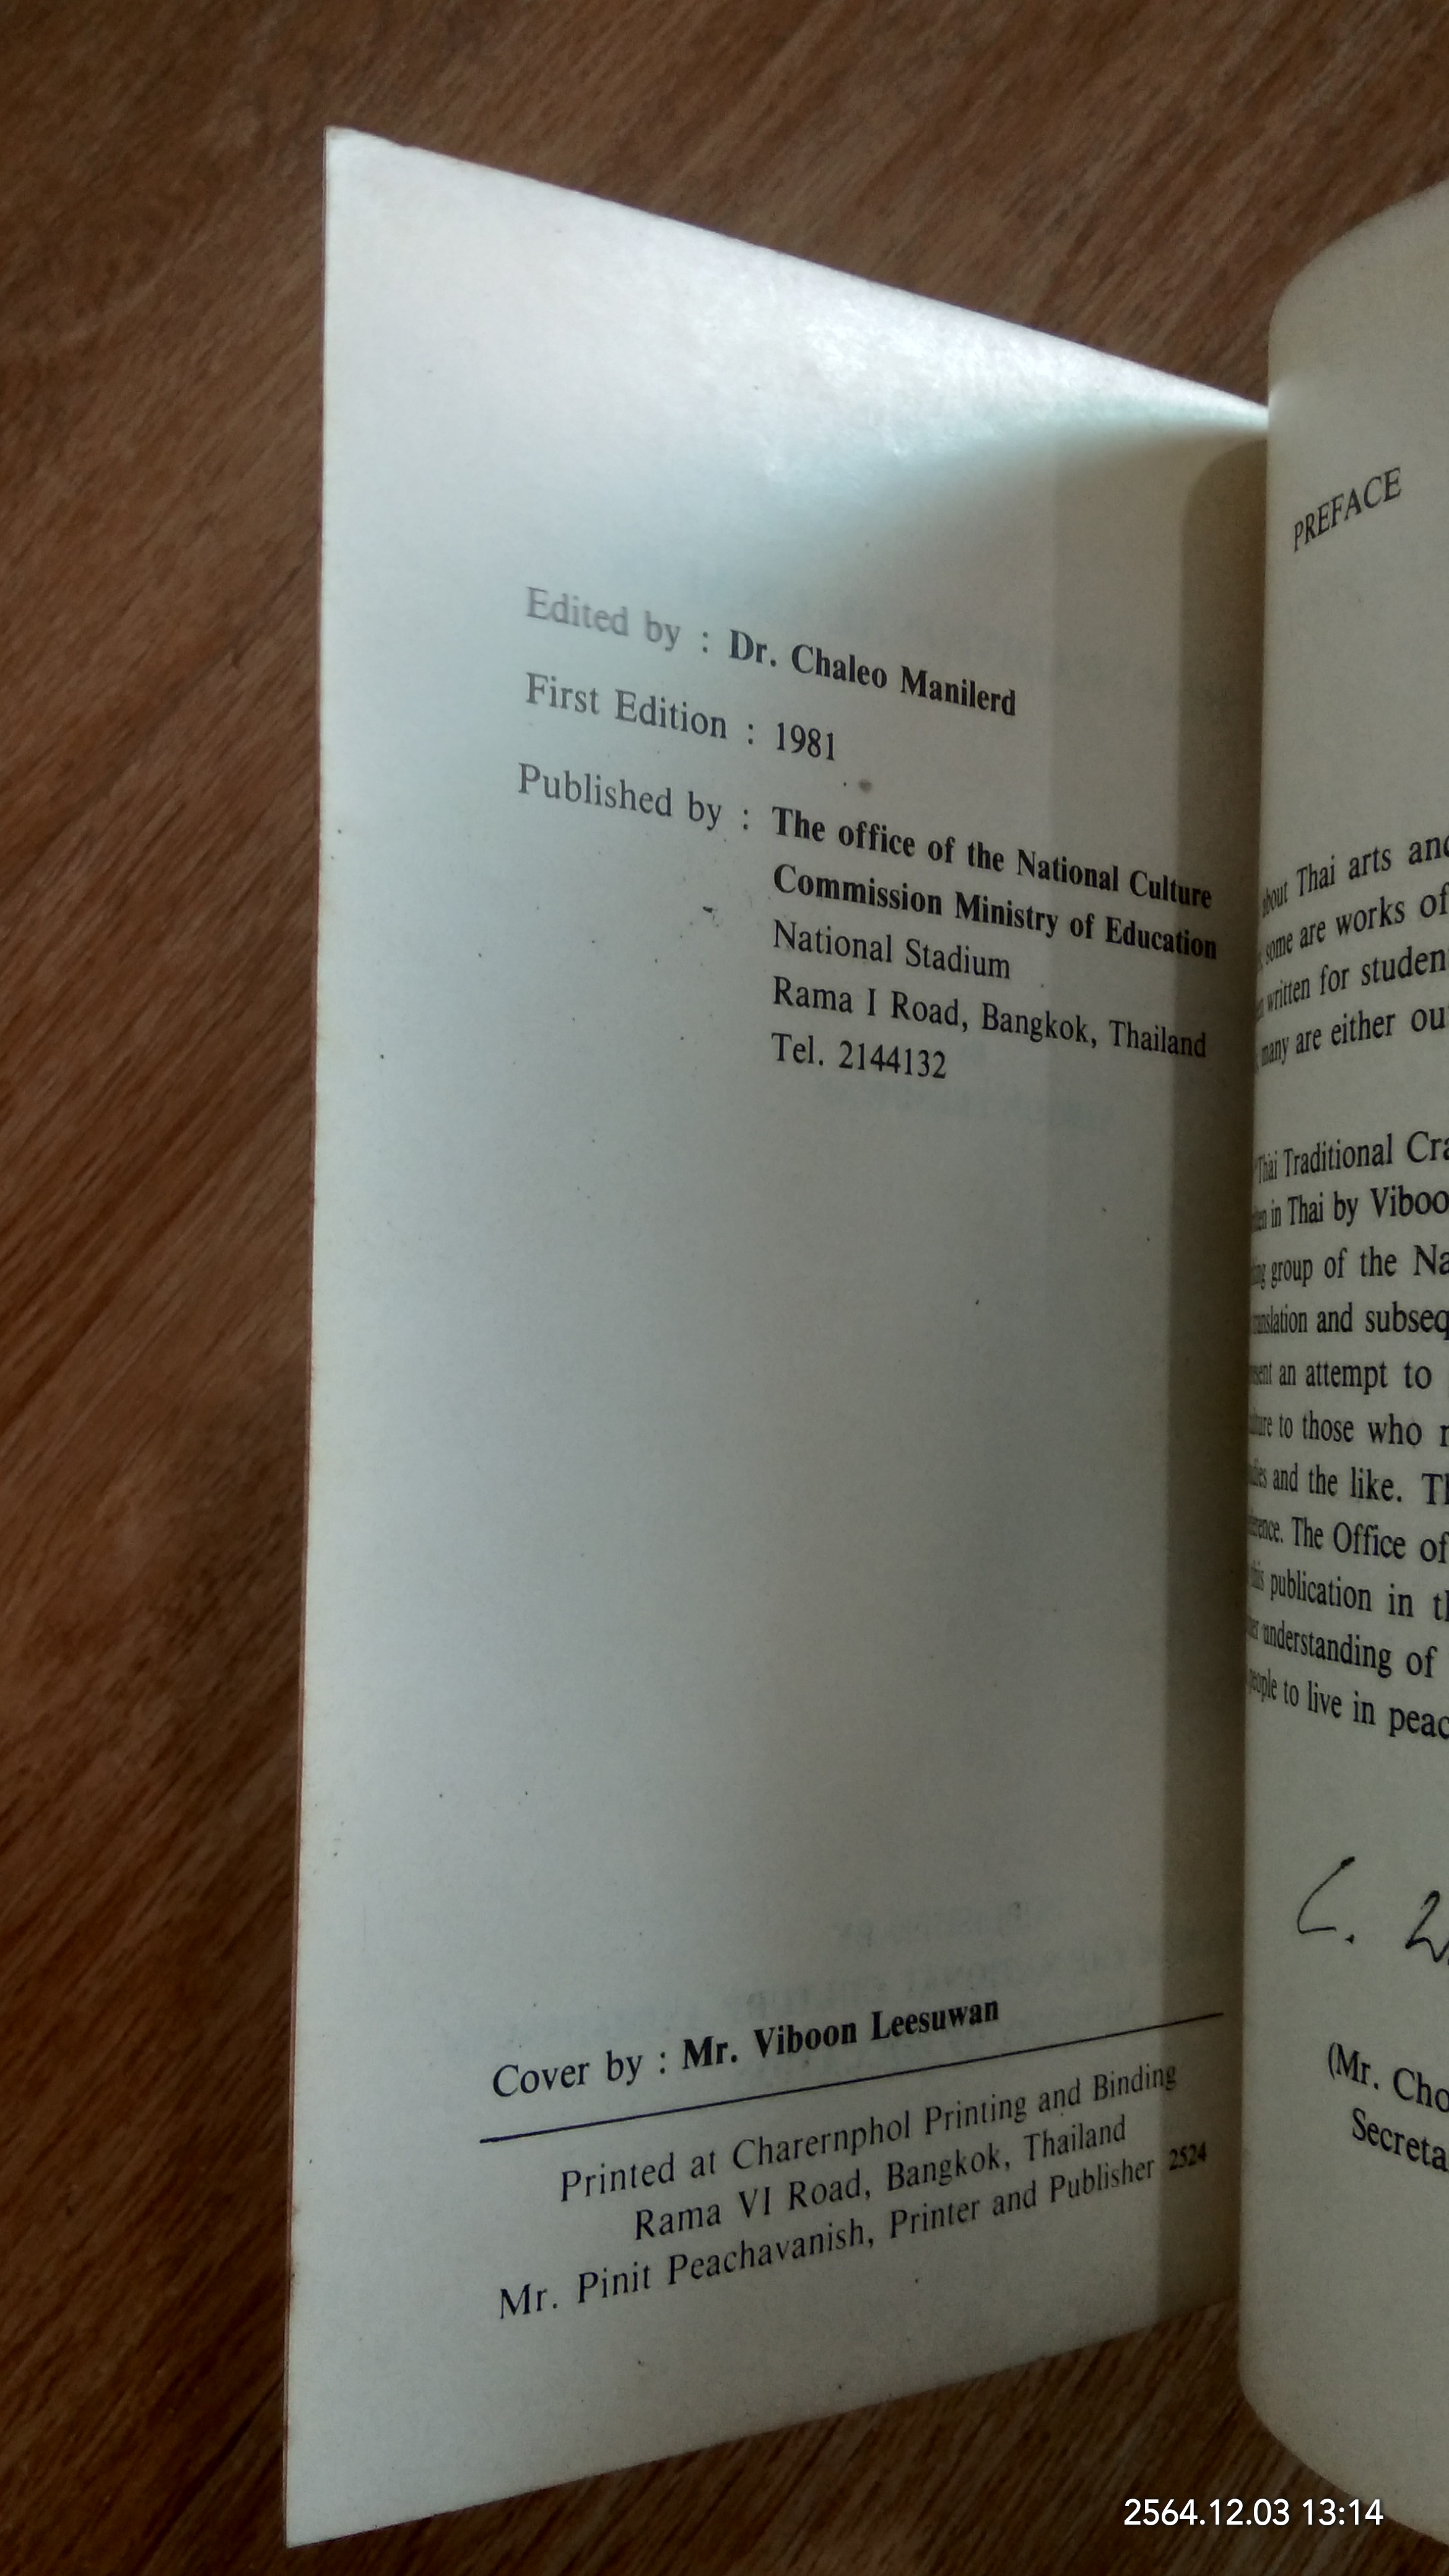 Edited by : Dr. Chaleo Manilerd
First Edition : 1981
Published by : The office of the National Culture
Commission Ministry of Education
National Stadium
Rama I Road, Bangkok, Thailand
Tel. 2144132
Cover by : Mr. Viboon Leesuwan
Printed at Charernphol Printing and Binding
Rama VI Road, Bangkok, Thailand
Mr. Pinit Peachavanish, Printer and Publisher 2524
PREFACE
about Thai arts and
some are works of
written for studen
many are either ou
Thai Traditional Cra
in Thai by Viboo
group of the Na
and subseq
an attempt to
to those who
and the like. Th
The Office of
publication in th
understanding of
people to live in peac
C.
(Mr. Cho
Secreta
2564.12.03 13:14